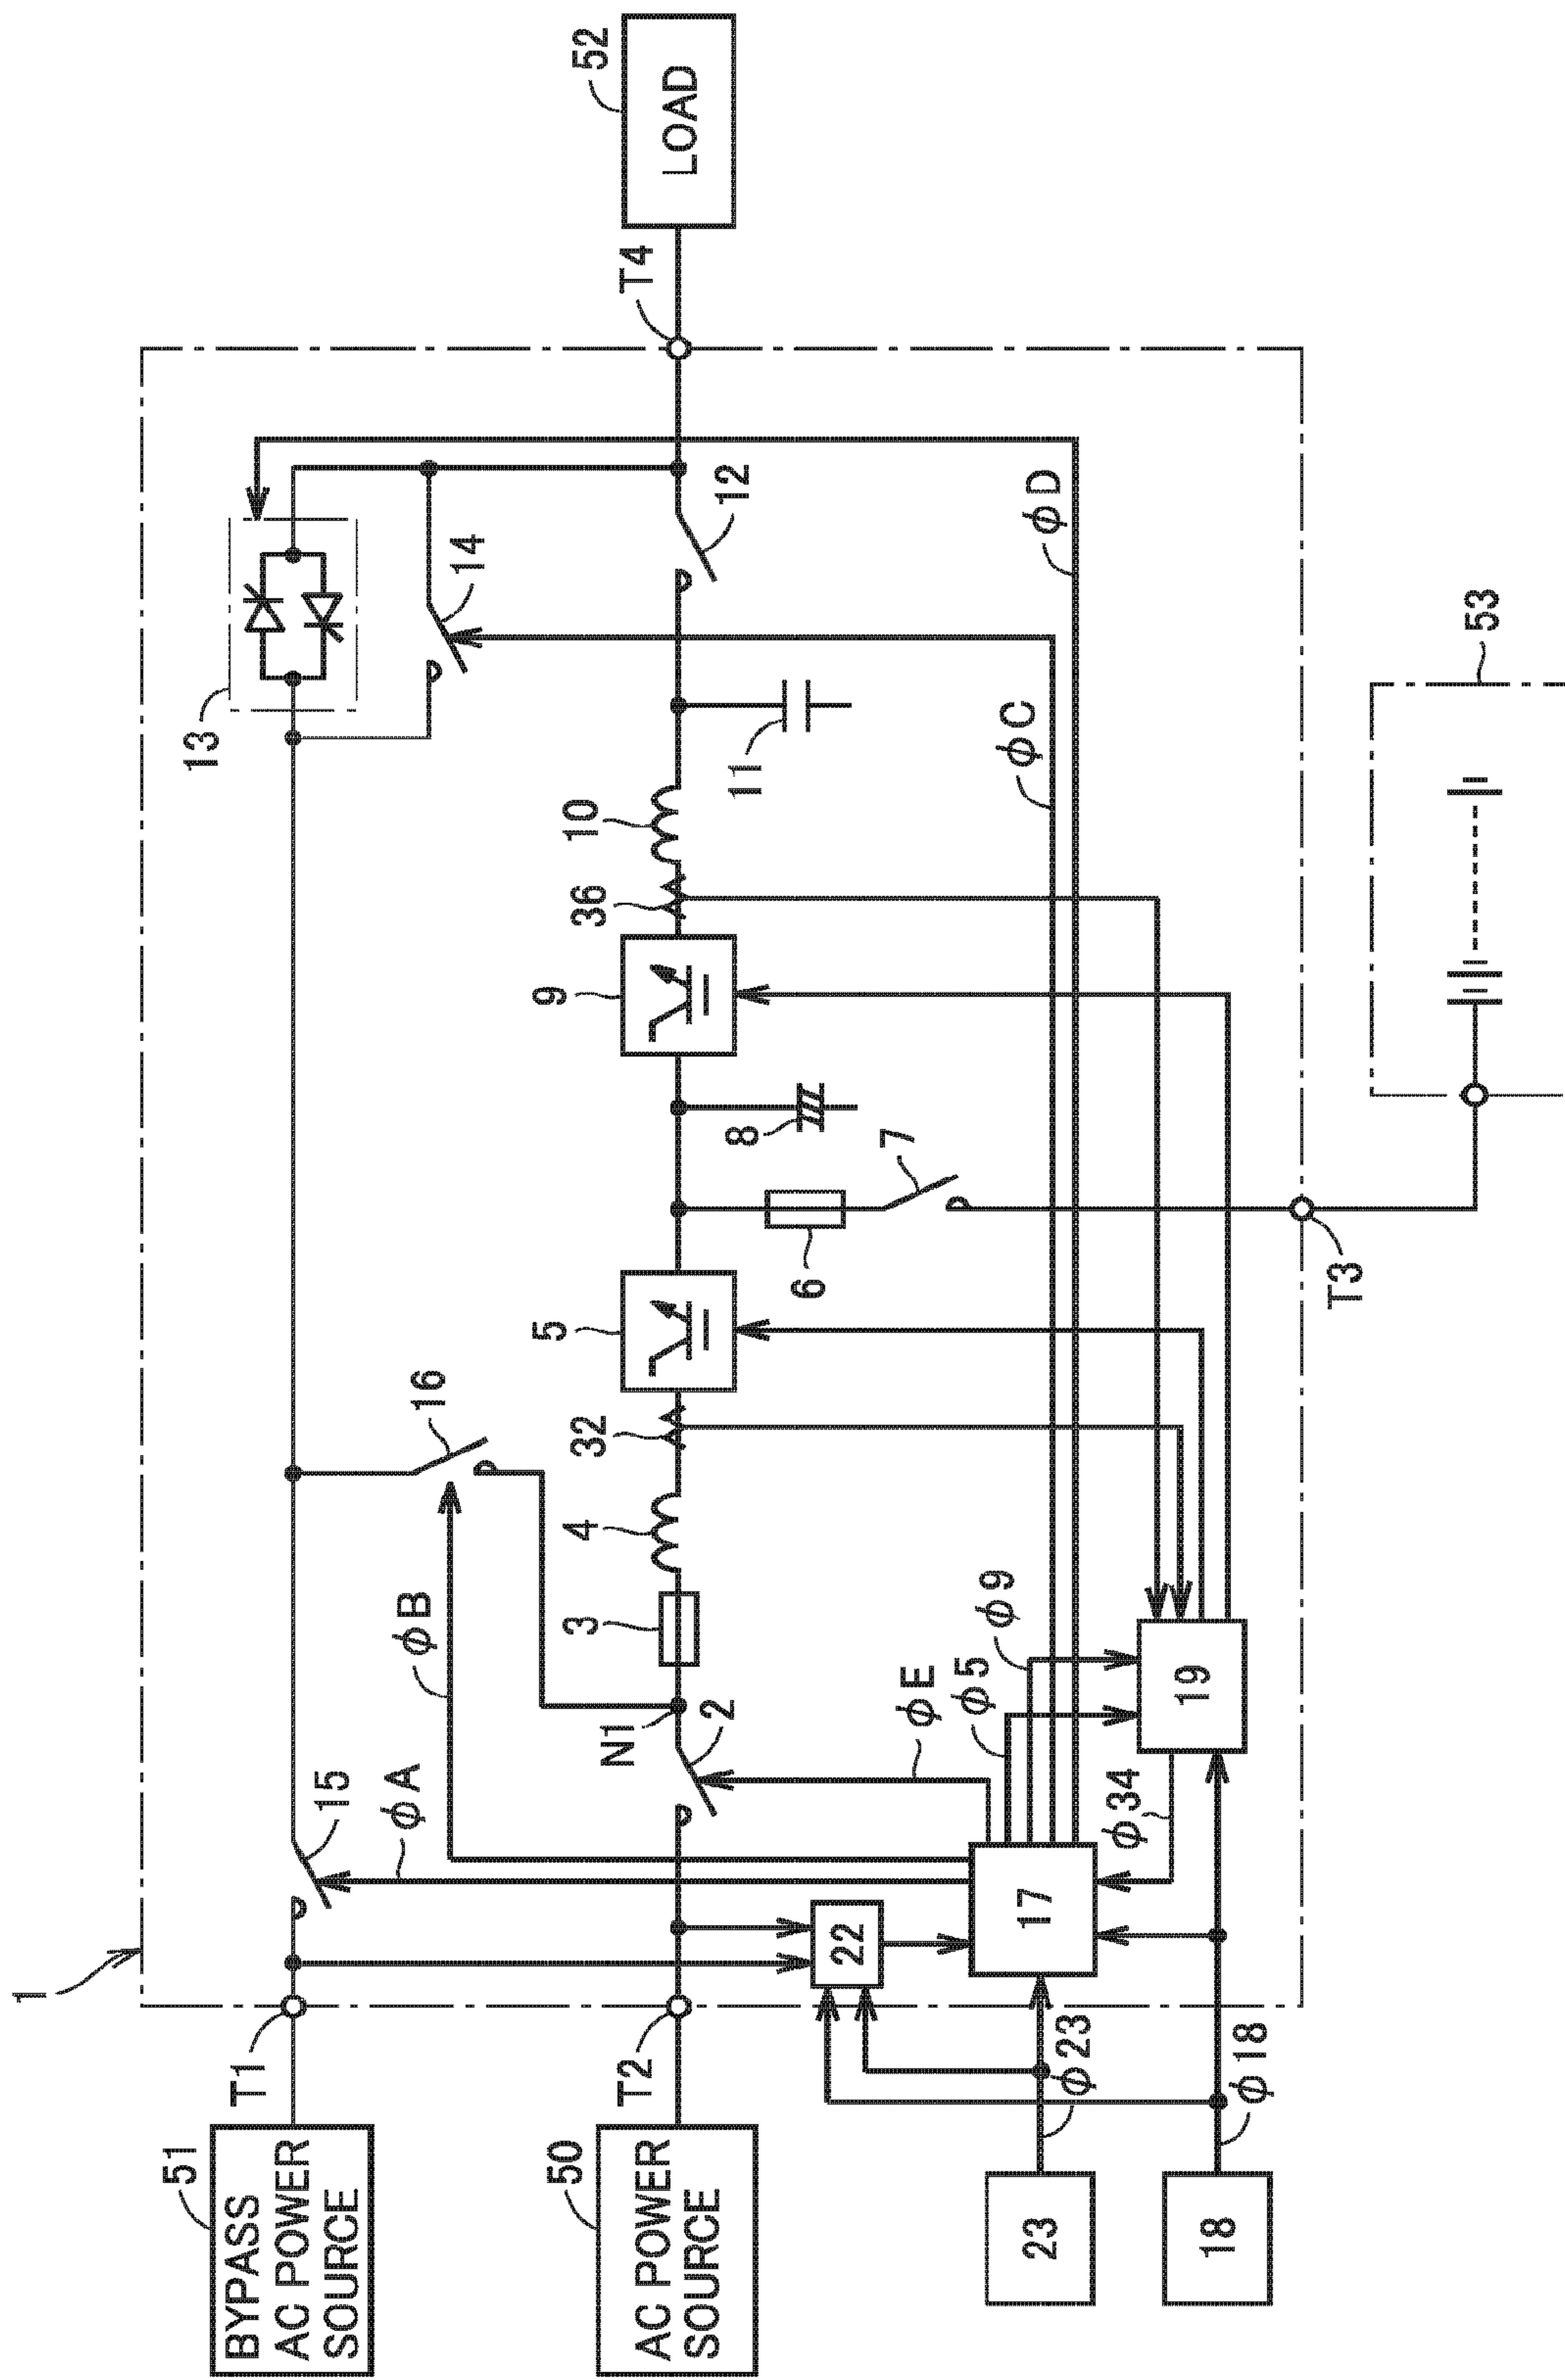 1
51
BYPASS
AC POWER
SOURCE
T1
15
φA
φB
16
13
14
50
AC POWER
SOURCE
T2
N1
2
3
4
32
5
6
7
8
9
36
10
11
12
T4
52
LOAD
22
17
φE
φ5
φ9
φC
φD
φ34
19
23
φ23
18
φ18
T3
53